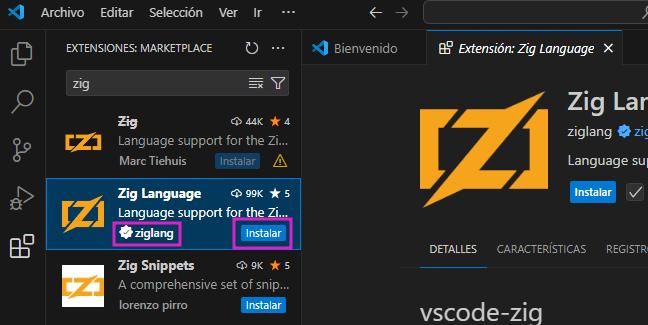 Archivo Editar Selección Ver Ir ...
EXTENSIONES: MARKETPLACE
zig
Zig 44K 4
Language support for the Zi...
Marc Tiehuis Instalar
Zig Language 99K 5
Language support for the Zi...
ziglang Instalar
Zig Snippets 9K 5
A comprehensive set of snip...
lorenzo pirro Instalar
Bienvenido Extensión: Zig Language
Zig Lan
ziglang zig
Language sup
Instalar
DETALLES CARACTERÍSTICAS REGISTRO
vscode-zig